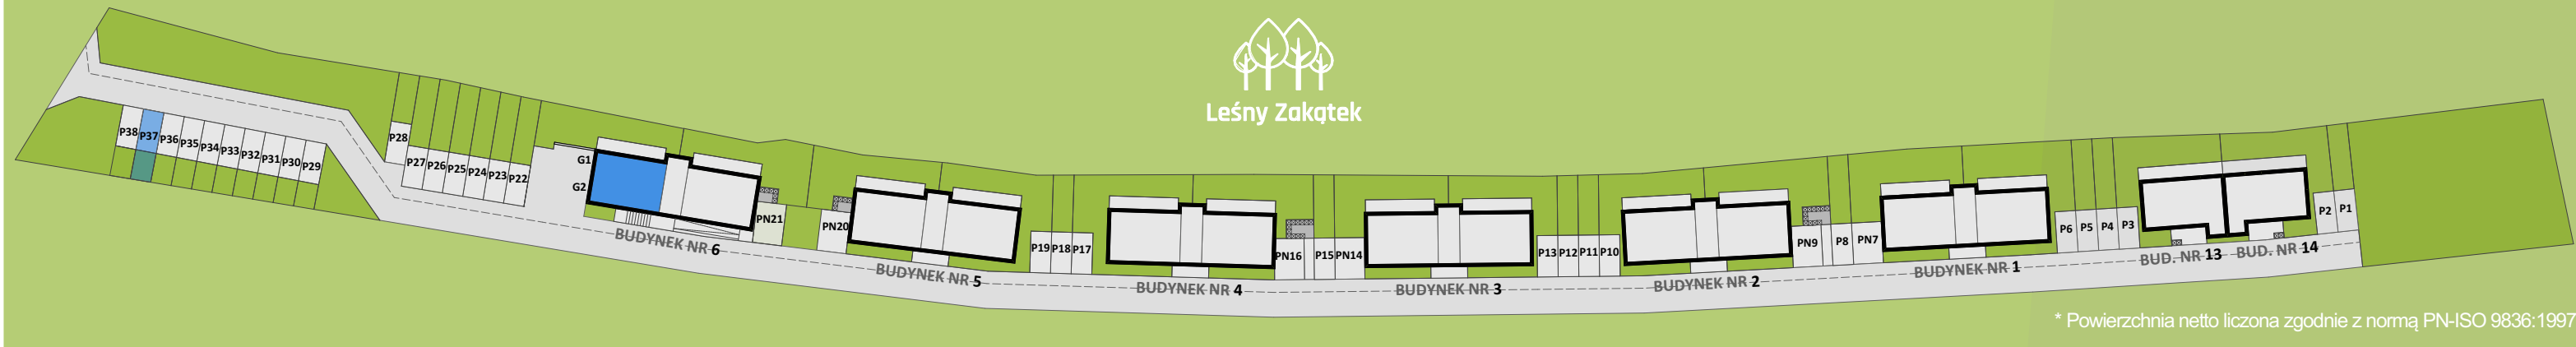 Leśny Zakątek
P38 P37 P36 P35 P34 P33 P32 P31 P30 P29
P28
P27 P26 P25 P24 P23 P22
G1
G2
BUDYNEK NR 6
PN21
PN20
BUDYNEK NR 5
P19 P18 P17
BUDYNEK NR 4
PN16 P15 PN14
BUDYNEK NR 3
P13 P12 P11 P10
BUDYNEK NR 2
PN9 P8 PN7
BUDYNEK NR 1
P6 P5 P4 P3
BUD. NR 13
BUD. NR 14
P2 P1
* Powierzchnia netto liczona zgodnie z normą PN-ISO 9836:1997